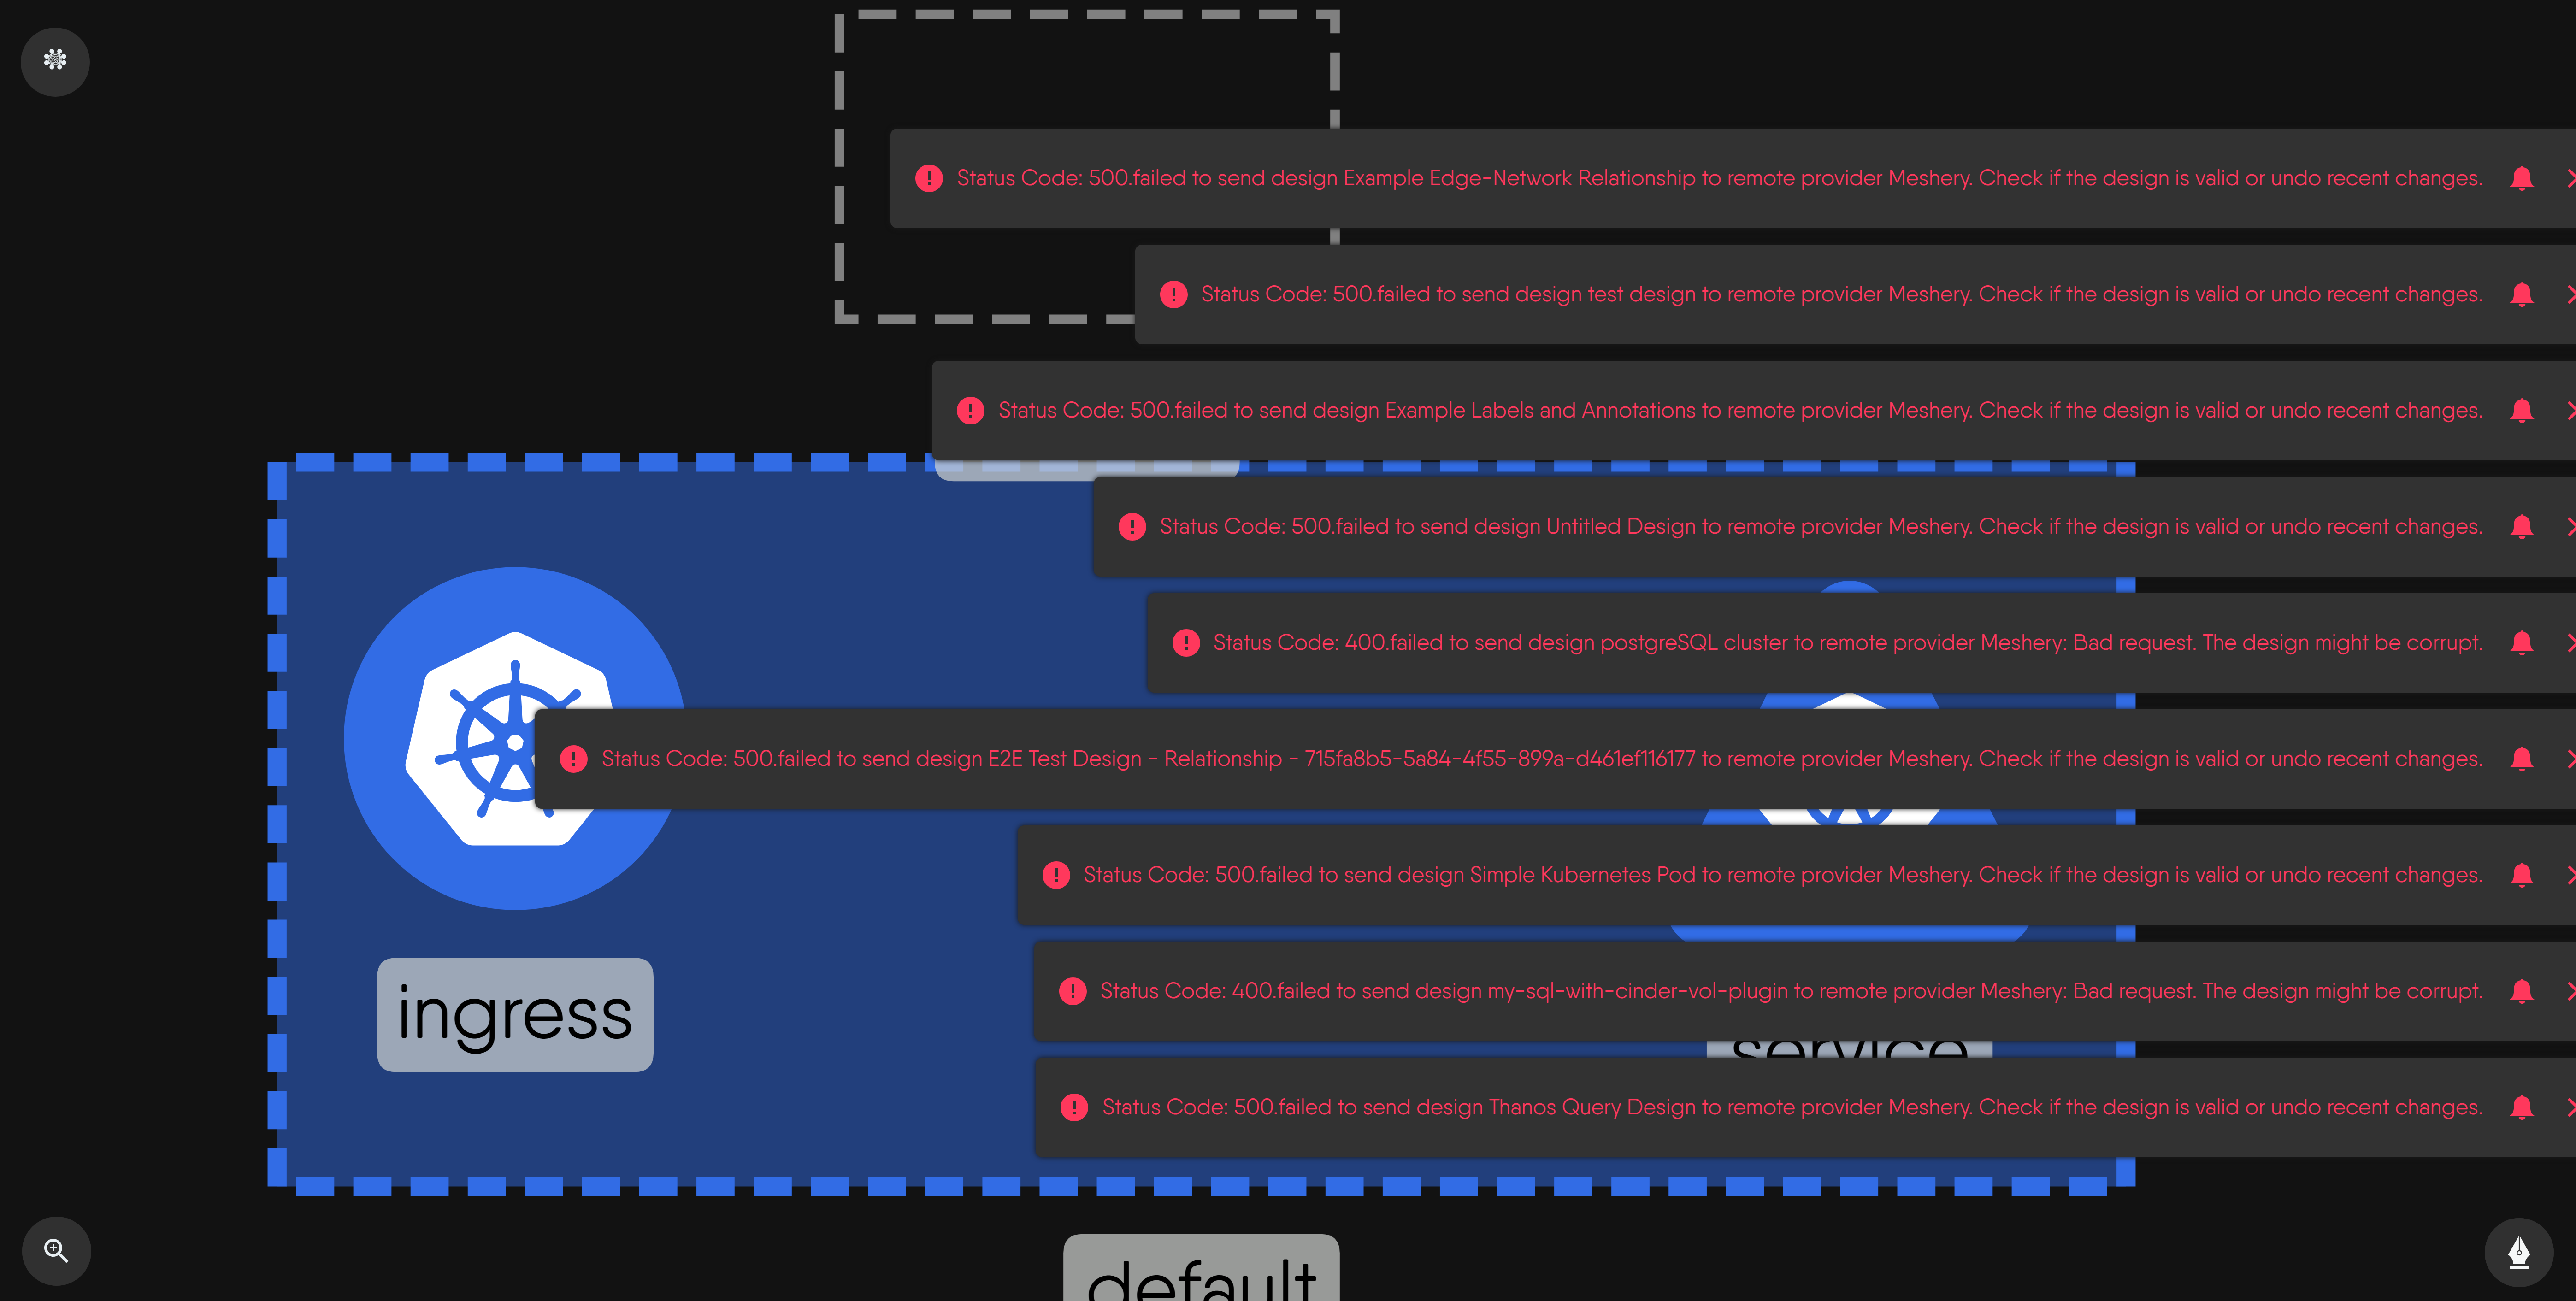 Status Code: 500.failed to send design Example Edge-Network Relationship to remote provider Meshery. Check if the design is valid or undo recent changes.
Status Code: 500.failed to send design test design to remote provider Meshery. Check if the design is valid or undo recent changes.
Status Code: 500.failed to send design Example Labels and Annotations to remote provider Meshery. Check if the design is valid or undo recent changes.
Status Code: 500.failed to send design Untitled Design to remote provider Meshery. Check if the design is valid or undo recent changes.
Status Code: 400.failed to send design postgreSQL cluster to remote provider Meshery: Bad request. The design might be corrupt.
Status Code: 500.failed to send design E2E Test Design - Relationship - 715fa8b5-5a84-4f55-899a-d461ef116177 to remote provider Meshery. Check if the design is valid or undo recent changes.
Status Code: 500.failed to send design Simple Kubernetes Pod to remote provider Meshery. Check if the design is valid or undo recent changes.
Status Code: 400.failed to send design my-sql-with-cinder-vol-plugin to remote provider Meshery: Bad request. The design might be corrupt.
ingress
service
Status Code: 500.failed to send design Thanos Query Design to remote provider Meshery. Check if the design is valid or undo recent changes.
default